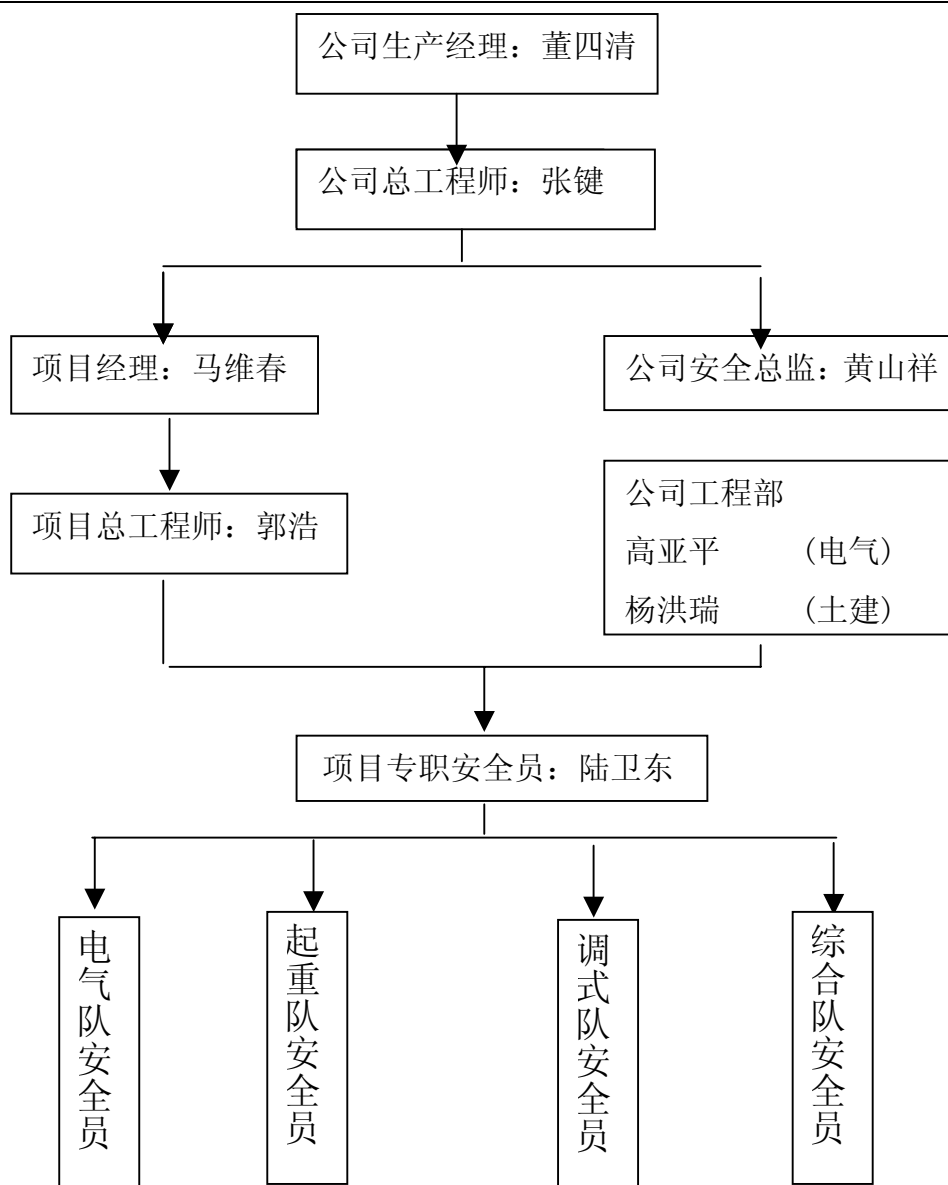 公司生产经理：董四清
公司总工程师：张键
项目经理：马维春
公司安全总监：黄山祥
项目总工程师：郭浩
公司工程部
高亚平 （电气）
杨洪瑞 （土建）
项目专职安全员：陆卫东
电气队安全员
起重队安全员
调式队安全员
综合队安全员